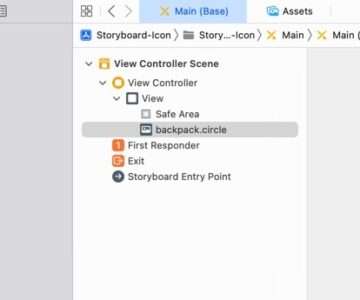 Main (Base) Assets
Storyboard-Icon Story...-Icon Main Main (
View Controller Scene
View Controller
View
Safe Area
backpack.circle
1 First Responder
Exit
Storyboard Entry Point